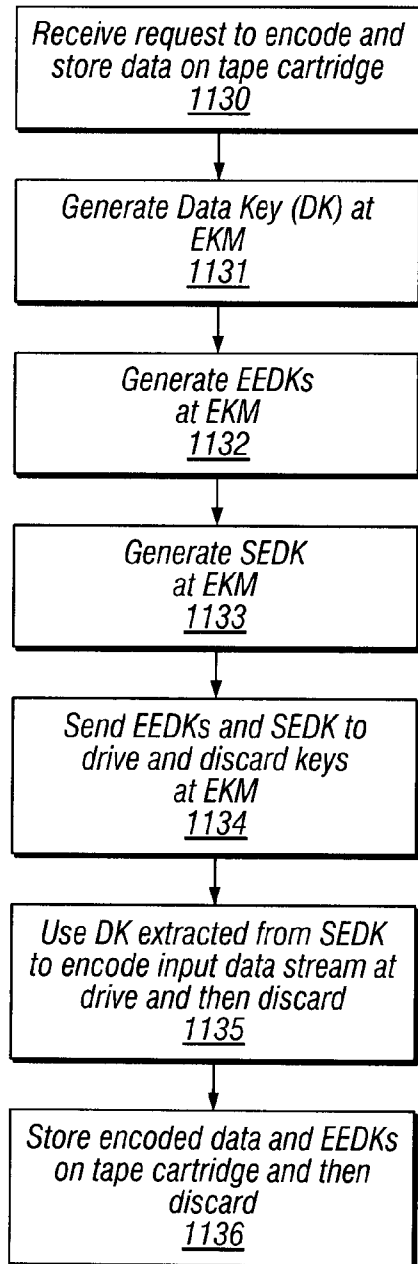 Receive request to encode and
store data on tape cartridge
1130
Generate Data Key (DK) at
EKM
1131
Generate EEDKs
at EKM
1132
Generate SEDK
at EKM
1133
Send EEDKs and SEDK to
drive and discard keys
at EKM
1134
Use DK extracted from SEDK
to encode input data stream at
drive and then discard
1135
Store encoded data and EEDKs
on tape cartridge and then
discard
1136